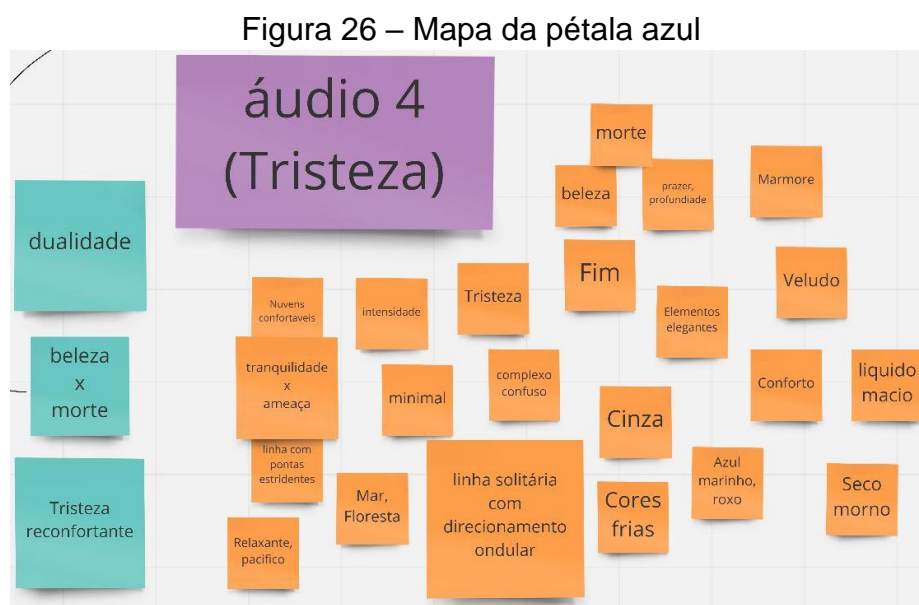 Figura 26 – Mapa da pétala azul
áudio 4
(Tristeza)
dualidade
beleza
x
morte
Tristeza
reconfortante
morte
beleza
prazer,
profundiade
Marmore
Nuvens
confortaveis
intensidade
Tristeza
Fim
Elementos
elegantes
Veludo
tranquilidade
x
ameaça
minimal
complexo
confuso
Cinza
Conforto
liquido
macio
linha com
pontas
estridentes
Mar,
Floresta
linha solitária
com
direcionamento
ondular
Cores
frias
Azul
marinho,
roxo
Seco
morno
Relaxante,
pacifico